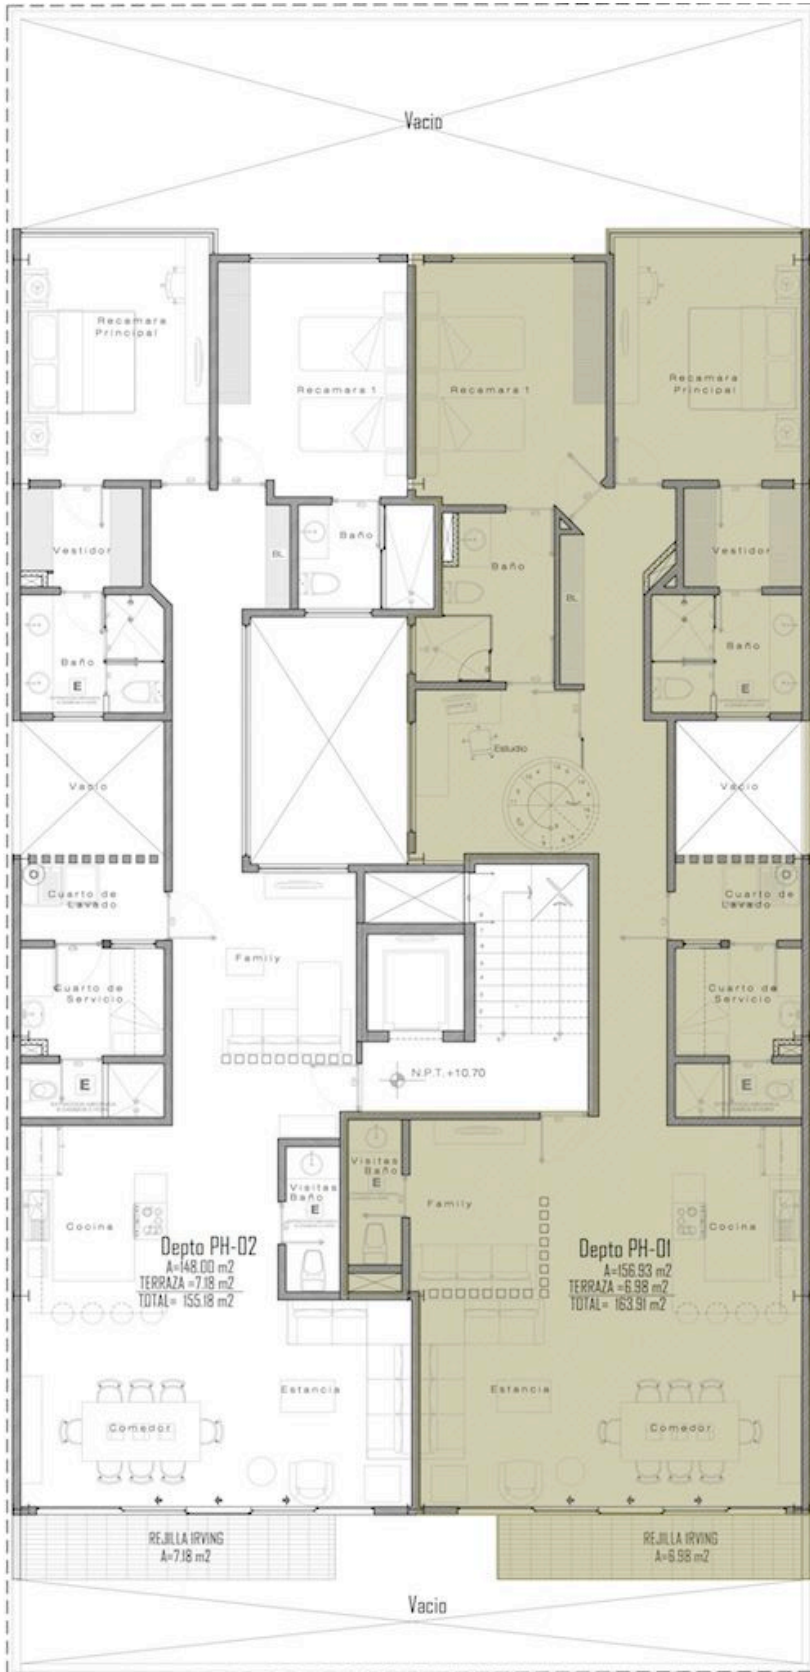 Vacio
Recamara
Principal
Recamara 1
Recamara 1
Recamara
Principal
Vestidor
BL
Baño
Baño
BL
Vestidor
Baño
E
Baño
E
Estudio
Vacio
Vacio
Cuarto de
Lavado
Cuarto de
Lavado
Family
Cuarto de
Servicio
Cuarto de
Servicio
E
N.P.T.+10.70
E
Visitas
Baño
E
Visitas
Baño
E
Family
Cocina
Cocina
Depto PH-02
A=148.00 m2
TERRAZA =7.18 m2
TOTAL= 155.18 m2
Depto PH-01
A=156.93 m2
TERRAZA =6.98 m2
TOTAL= 163.91 m2
Estancia
Estancia
Comedor
Comedor
REJILLA IRVING
A=7.18 m2
REJILLA IRVING
A=6.98 m2
Vacio